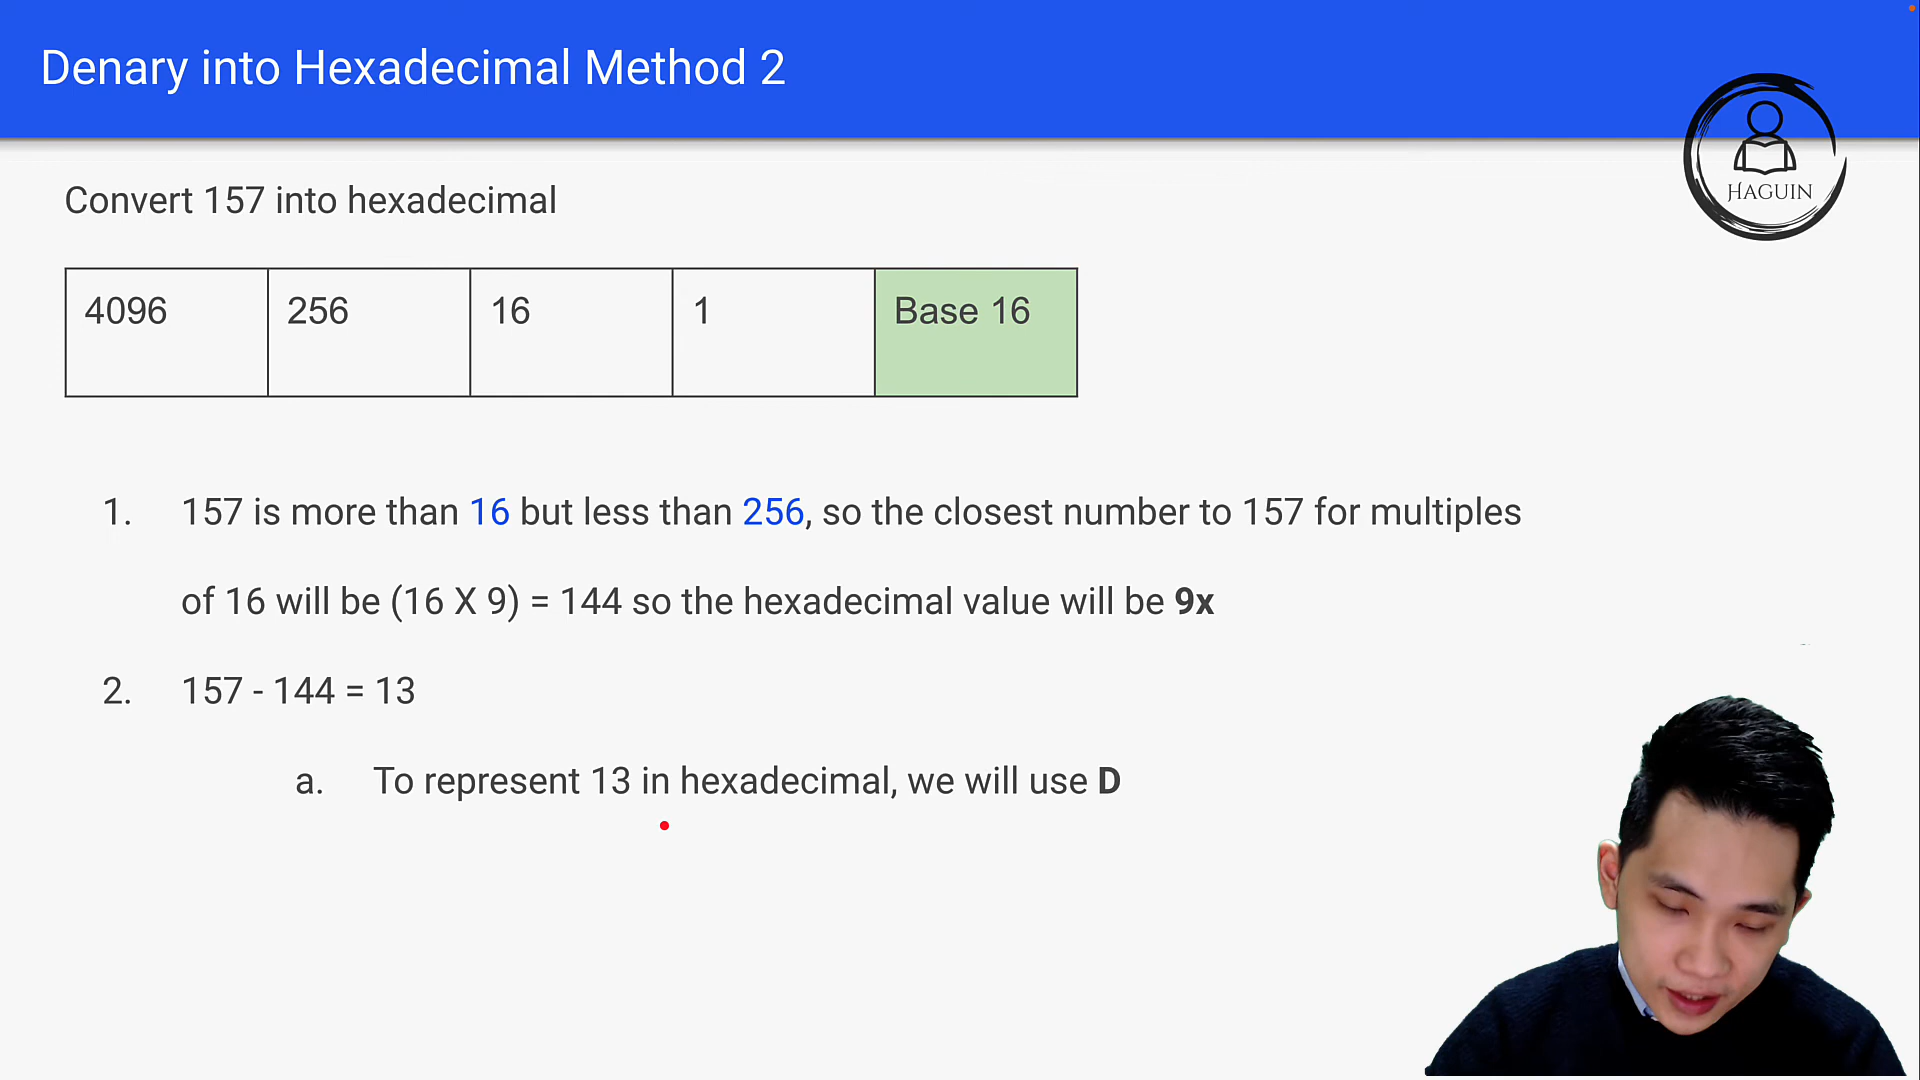 Denary into Hexadecimal Method 2
HAGUIN
Convert 157 into hexadecimal
4096 256 16 1 Base 16
1. 157 is more than 16 but less than 256, so the closest number to 157 for multiples
of 16 will be (16 X 9) = 144 so the hexadecimal value will be 9x
2. 157 - 144 = 13
a. To represent 13 in hexadecimal, we will use D